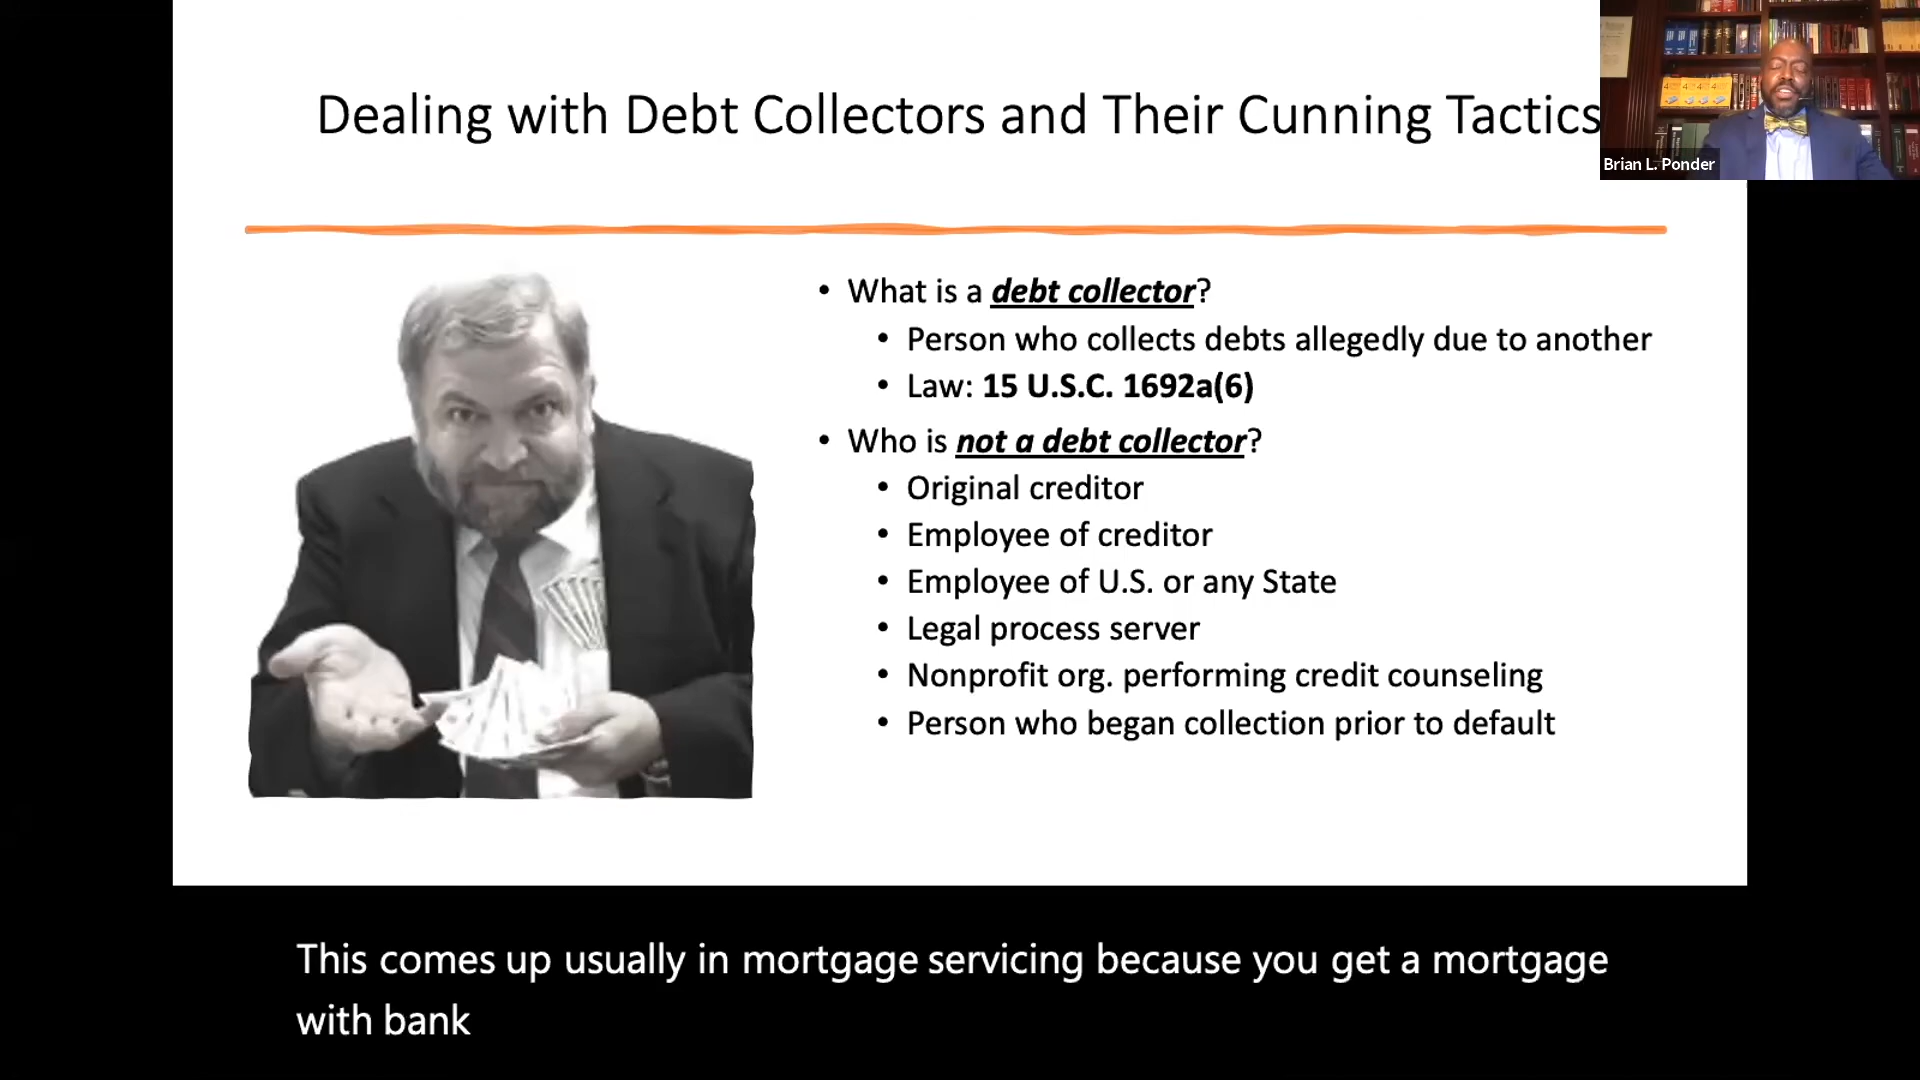 Dealing with Debt Collectors and Their Cunning Tactics
Brian L. Ponder
• What is a debt collector?
• Person who collects debts allegedly due to another
• Law: 15 U.S.C. 1692a(6)
• Who is not a debt collector?
• Original creditor
• Employee of creditor
• Employee of U.S. or any State
• Legal process server
• Nonprofit org. performing credit counseling
• Person who began collection prior to default
This comes up usually in mortgage servicing because you get a mortgage
with bank